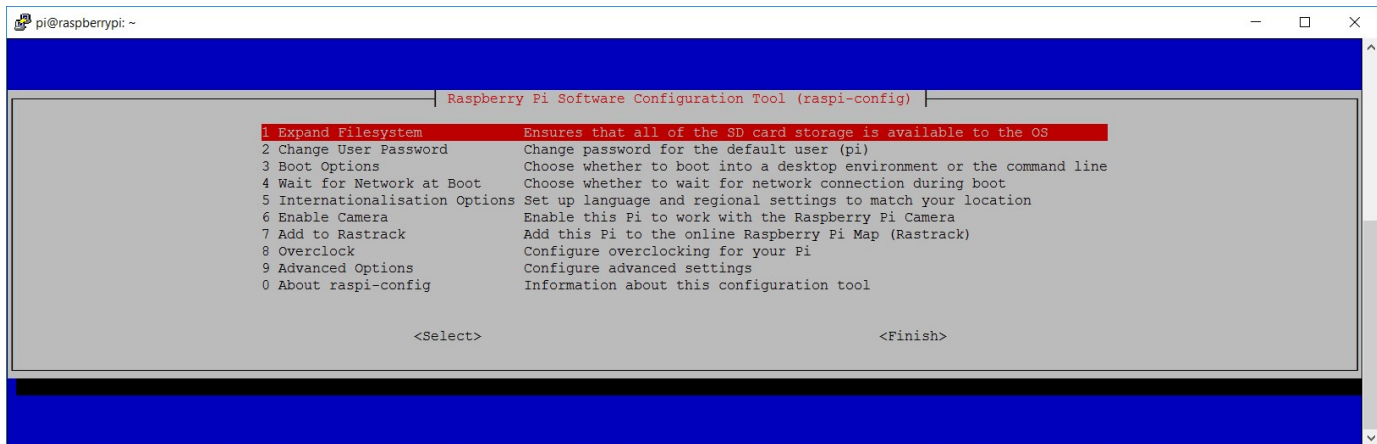 pi@raspberrypi: ~
Raspberry Pi Software Configuration Tool (raspi-config)
1 Expand Filesystem Ensures that all of the SD card storage is available to the OS
2 Change User Password Change password for the default user (pi)
3 Boot Options Choose whether to boot into a desktop environment or the command line
4 Wait for Network at Boot Choose whether to wait for network connection during boot
5 Internationalisation Options Set up language and regional settings to match your location
6 Enable Camera Enable this Pi to work with the Raspberry Pi Camera
7 Add to Rastrack Add this Pi to the online Raspberry Pi Map (Rastrack)
8 Overclock Configure overclocking for your Pi
9 Advanced Options Configure advanced settings
0 About raspi-config Information about this configuration tool
<Select> <Finish>